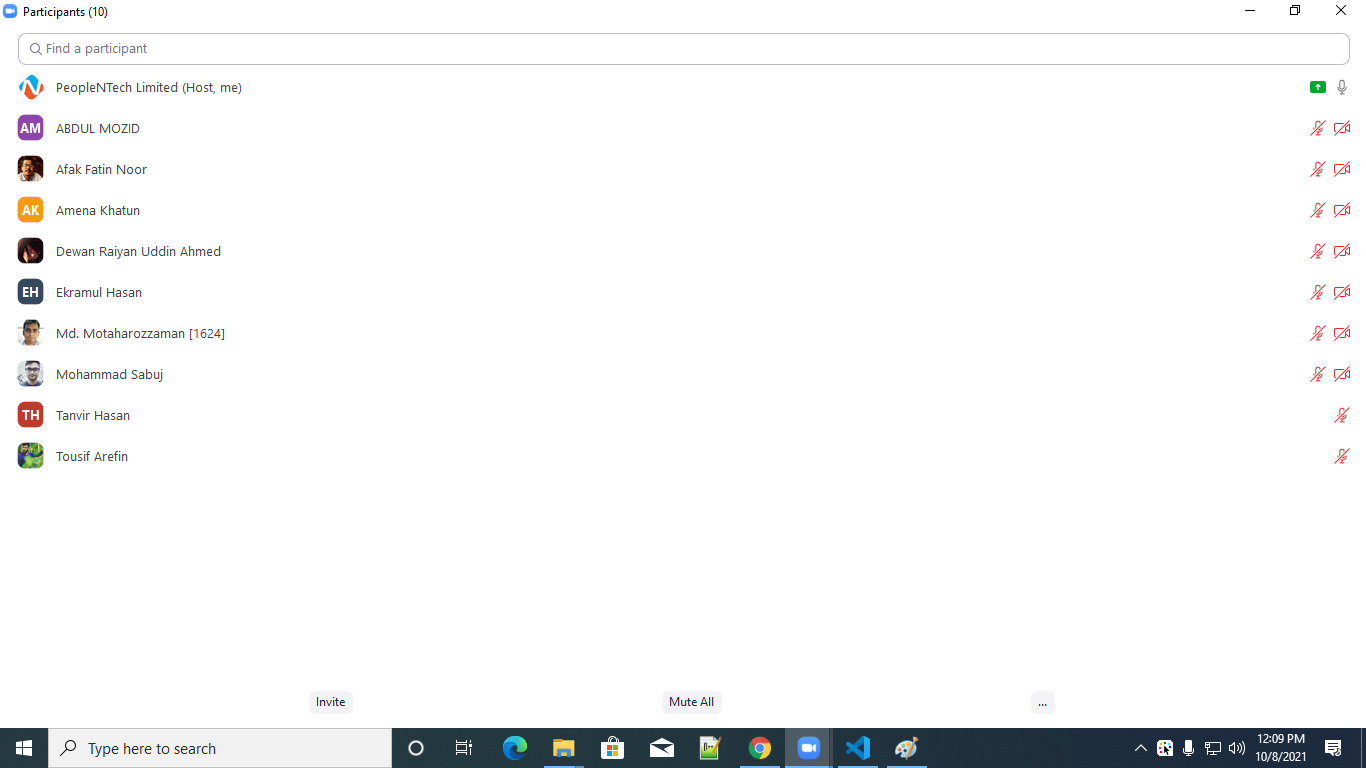 Participants (10)
Find a participant
PeopleNTech Limited (Host, me)
AM ABDUL MOZID
Afak Fatin Noor
AK Amena Khatun
Dewan Raiyan Uddin Ahmed
EH Ekramul Hasan
Md. Motaharozzaman [1624]
Mohammad Sabuj
TH Tanvir Hasan
Tousif Arefin
Invite Mute All ...
Type here to search
12:09 PM
10/8/2021